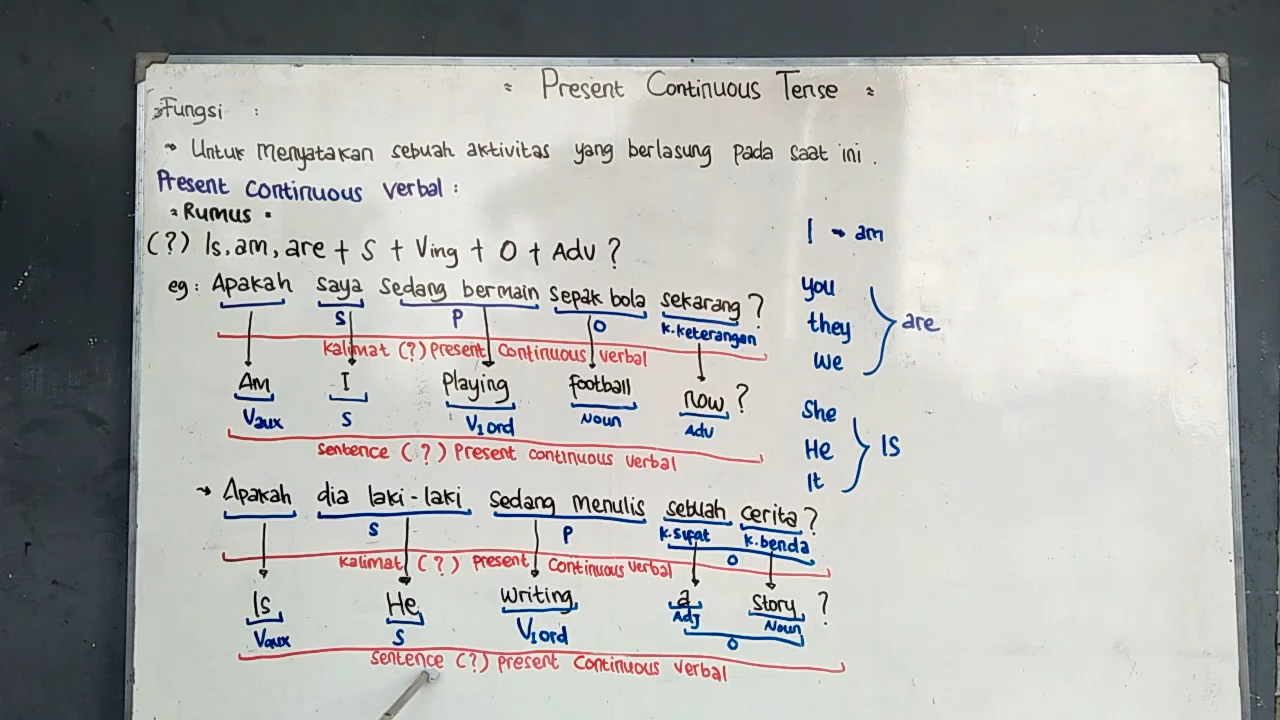 ≈ Present Continuous Tense ≈
Fungsi :
→ Untuk menyatakan sebuah aktivitas yang berlasung pada saat ini .
Present continuous verbal :
Rumus
(?) Is, am, are + S + Ving + O + Adv ?
eg : Apakah saya sedang bermain sepak bola sekarang ?
S P O K.Keterangan
Kalimat (?) Present continuous verbal
Am I Playing football now ?
Vaux S V1ord Noun Adv
Sentence (?) Present continuous verbal
→ Apakah dia laki-laki sedang menulis sebuah cerita ?
S P K.sifat K.benda
O
Kalimat (?) present continuous verbal
Is He writing a story ?
Vaux S V1ord Adj Noun
O
Sentence (?) present continuous verbal
I → am
you
they
we
are
She
He
It
Is